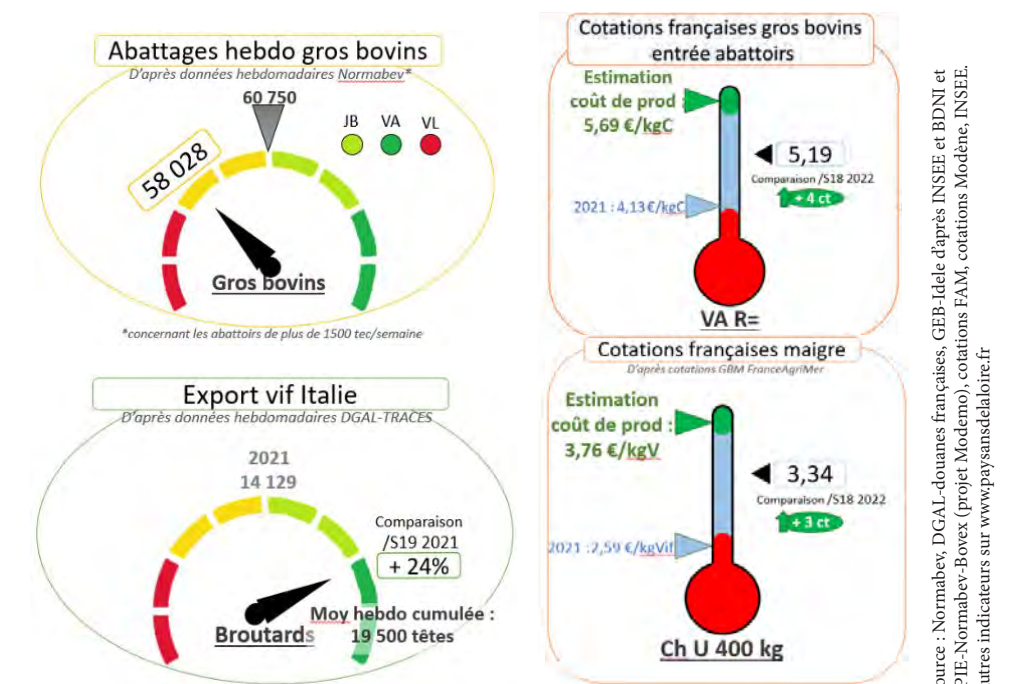 Abattages hebdo gros bovins
D'après données hebdomadaires Normabev*
60 750
JB VA VL
58 028
Gros bovins
*concernant les abattoirs de plus de 1500 tec/semaine
Export vif Italie
D'après données hebdomadaires DGAL-TRACES
2021
14 129
Comparaison
/S19 2021
+ 24%
Moy hebdo cumulée :
19 500 têtes
Broutards
Cotations françaises gros bovins
entrée abattoirs
Estimation
coût de prod :
5,69 €/kgC
5,19
Comparaison /S18 2022
+ 4 ct
2021 : 4,13 €/kgC
VA R=
Cotations françaises maigre
D'après cotations GBM FranceAgriMer
Estimation
coût de prod :
3,76 €/kgV
3,34
Comparaison /S18 2022
+ 3 ct
2021 : 2,59 €/kgVif
Ch U 400 kg
ource : Normabev, DGAL-douanes françaises, GEB-Idele d'après INSEE et BDNI et
PIE-Normabev-Bovex (projet Modemo), cotations FAM, cotations Modène, INSEE.
utres indicateurs sur www.paysansdelaloire.fr